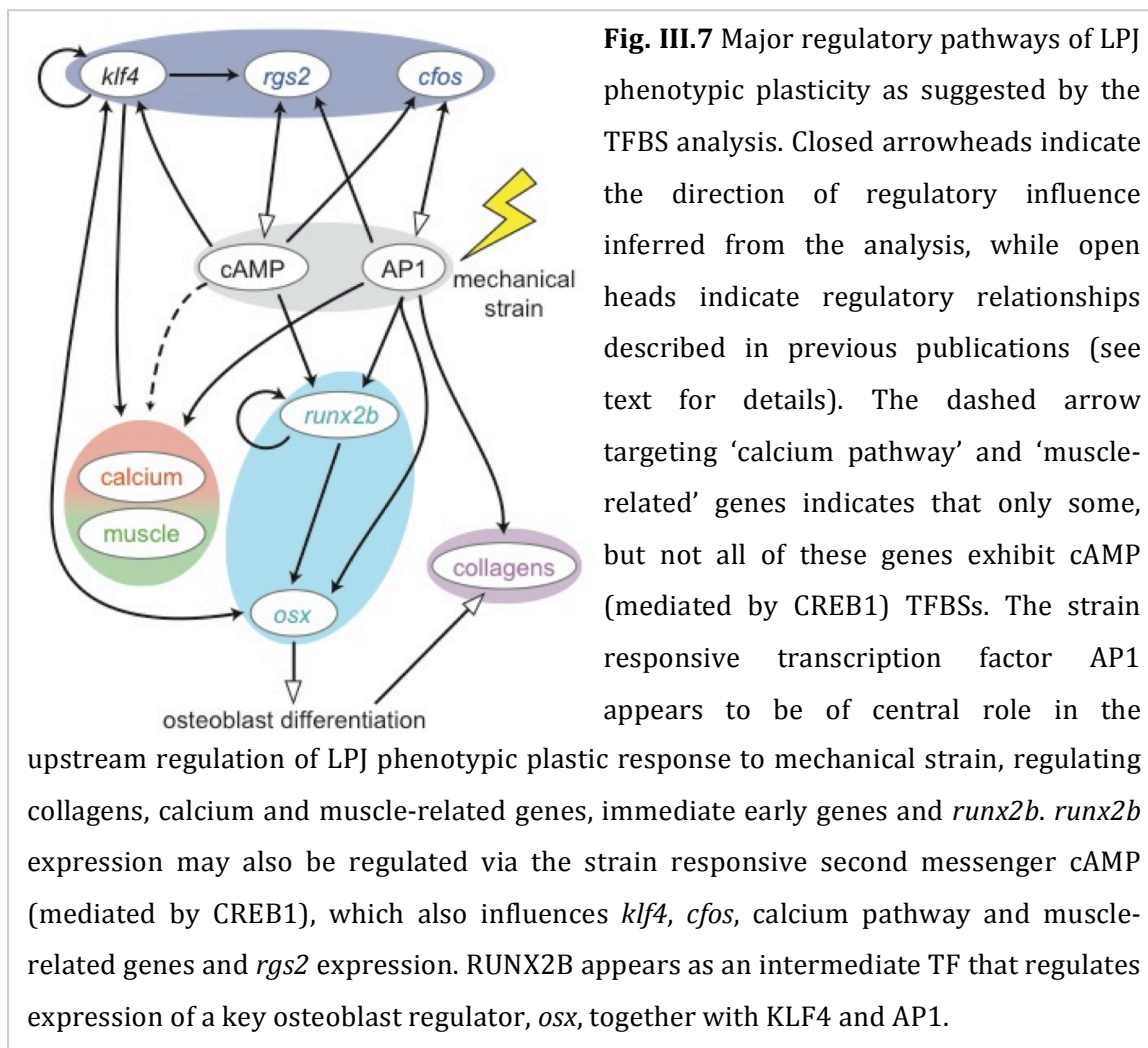 klf4
rgs2
cfos
cAMP
AP1
mechanical
strain
runx2b
calcium
muscle
collagens
osx
osteoblast differentiation
Fig. III.7 Major regulatory pathways of LPJ
phenotypic plasticity as suggested by the
TFBS analysis. Closed arrowheads indicate
the direction of regulatory influence
inferred from the analysis, while open
heads indicate regulatory relationships
described in previous publications (see
text for details). The dashed arrow
targeting ‘calcium pathway’ and ‘muscle-
related’ genes indicates that only some,
but not all of these genes exhibit cAMP
(mediated by CREB1) TFBSs. The strain
responsive transcription factor AP1
appears to be of central role in the
upstream regulation of LPJ phenotypic plastic response to mechanical strain, regulating
collagens, calcium and muscle-related genes, immediate early genes and runx2b. runx2b
expression may also be regulated via the strain responsive second messenger cAMP
(mediated by CREB1), which also influences klf4, cfos, calcium pathway and muscle-
related genes and rgs2 expression. RUNX2B appears as an intermediate TF that regulates
expression of a key osteoblast regulator, osx, together with KLF4 and AP1.